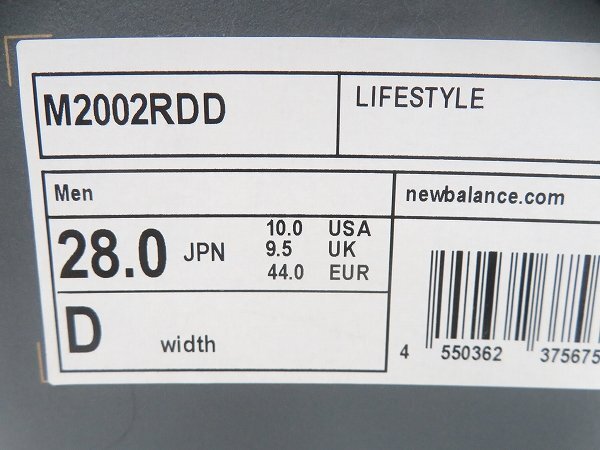 M2002RDD
LIFESTYLE
Men
newbalance.com
28.0 JPN
10.0 USA
9.5 UK
44.0 EUR
D width
4 550362 375675